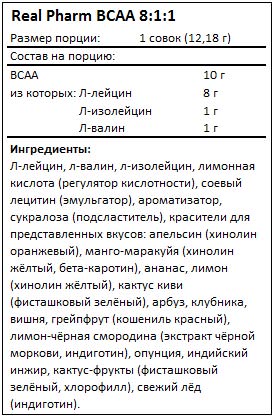 Real Pharm BCAA 8:1:1
Размер порции: 1 совок (12,18 г)
Состав на порцию:
BCAA 10 г
из которых: Л-лейцин 8 г
Л-изолейцин 1 г
Л-валин 1 г
Ингредиенты:
Л-лейцин, л-валин, л-изолейцин, лимонная
кислота (регулятор кислотности), соевый
лецитин (эмульгатор), ароматизатор,
сукралоза (подсластитель), красители для
представленных вкусов: апельсин (хинолин
оранжевый), манго-маракуйя (хинолин
жёлтый, бета-каротин), ананас, лимон
(хинолин жёлтый), кактус киви
(фисташковый зелёный), арбуз, клубника,
вишня, грейпфрут (кошениль красный),
лимон-чёрная смородина (экстракт чёрной
моркови, индиготин), опунция, индийский
инжир, кактус-фрукты (фисташковый
зелёный, хлорофилл), свежий лёд
(индиготин).